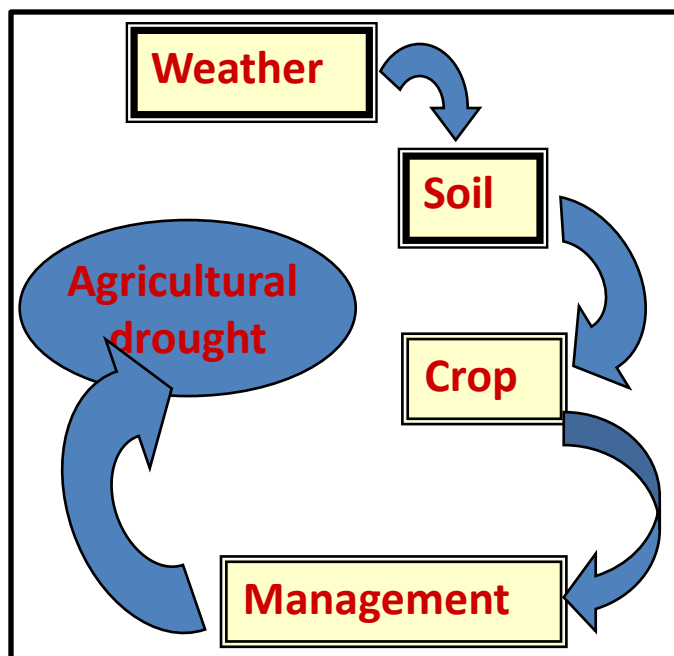 Weather
Soil
Agricultural
drought
Crop
Management